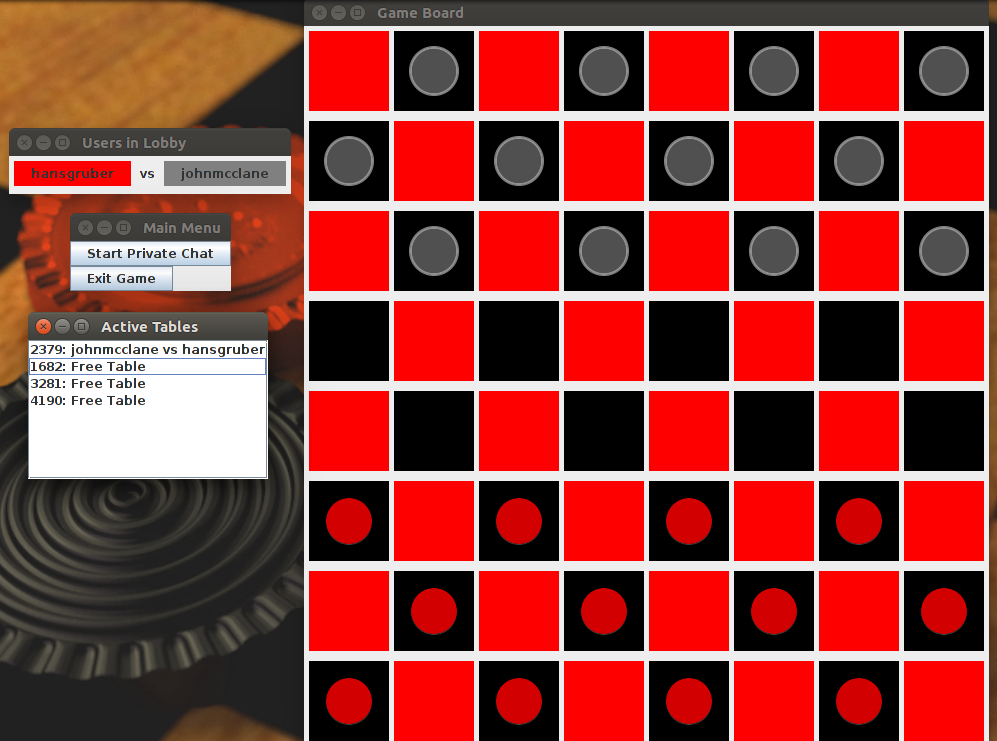 Game Board
Users in Lobby
hansgruber vs johnmcclane
Main Menu
Start Private Chat
Exit Game
Active Tables
2379: johnmcclane vs hansgruber
1682: Free Table
3281: Free Table
4190: Free Table